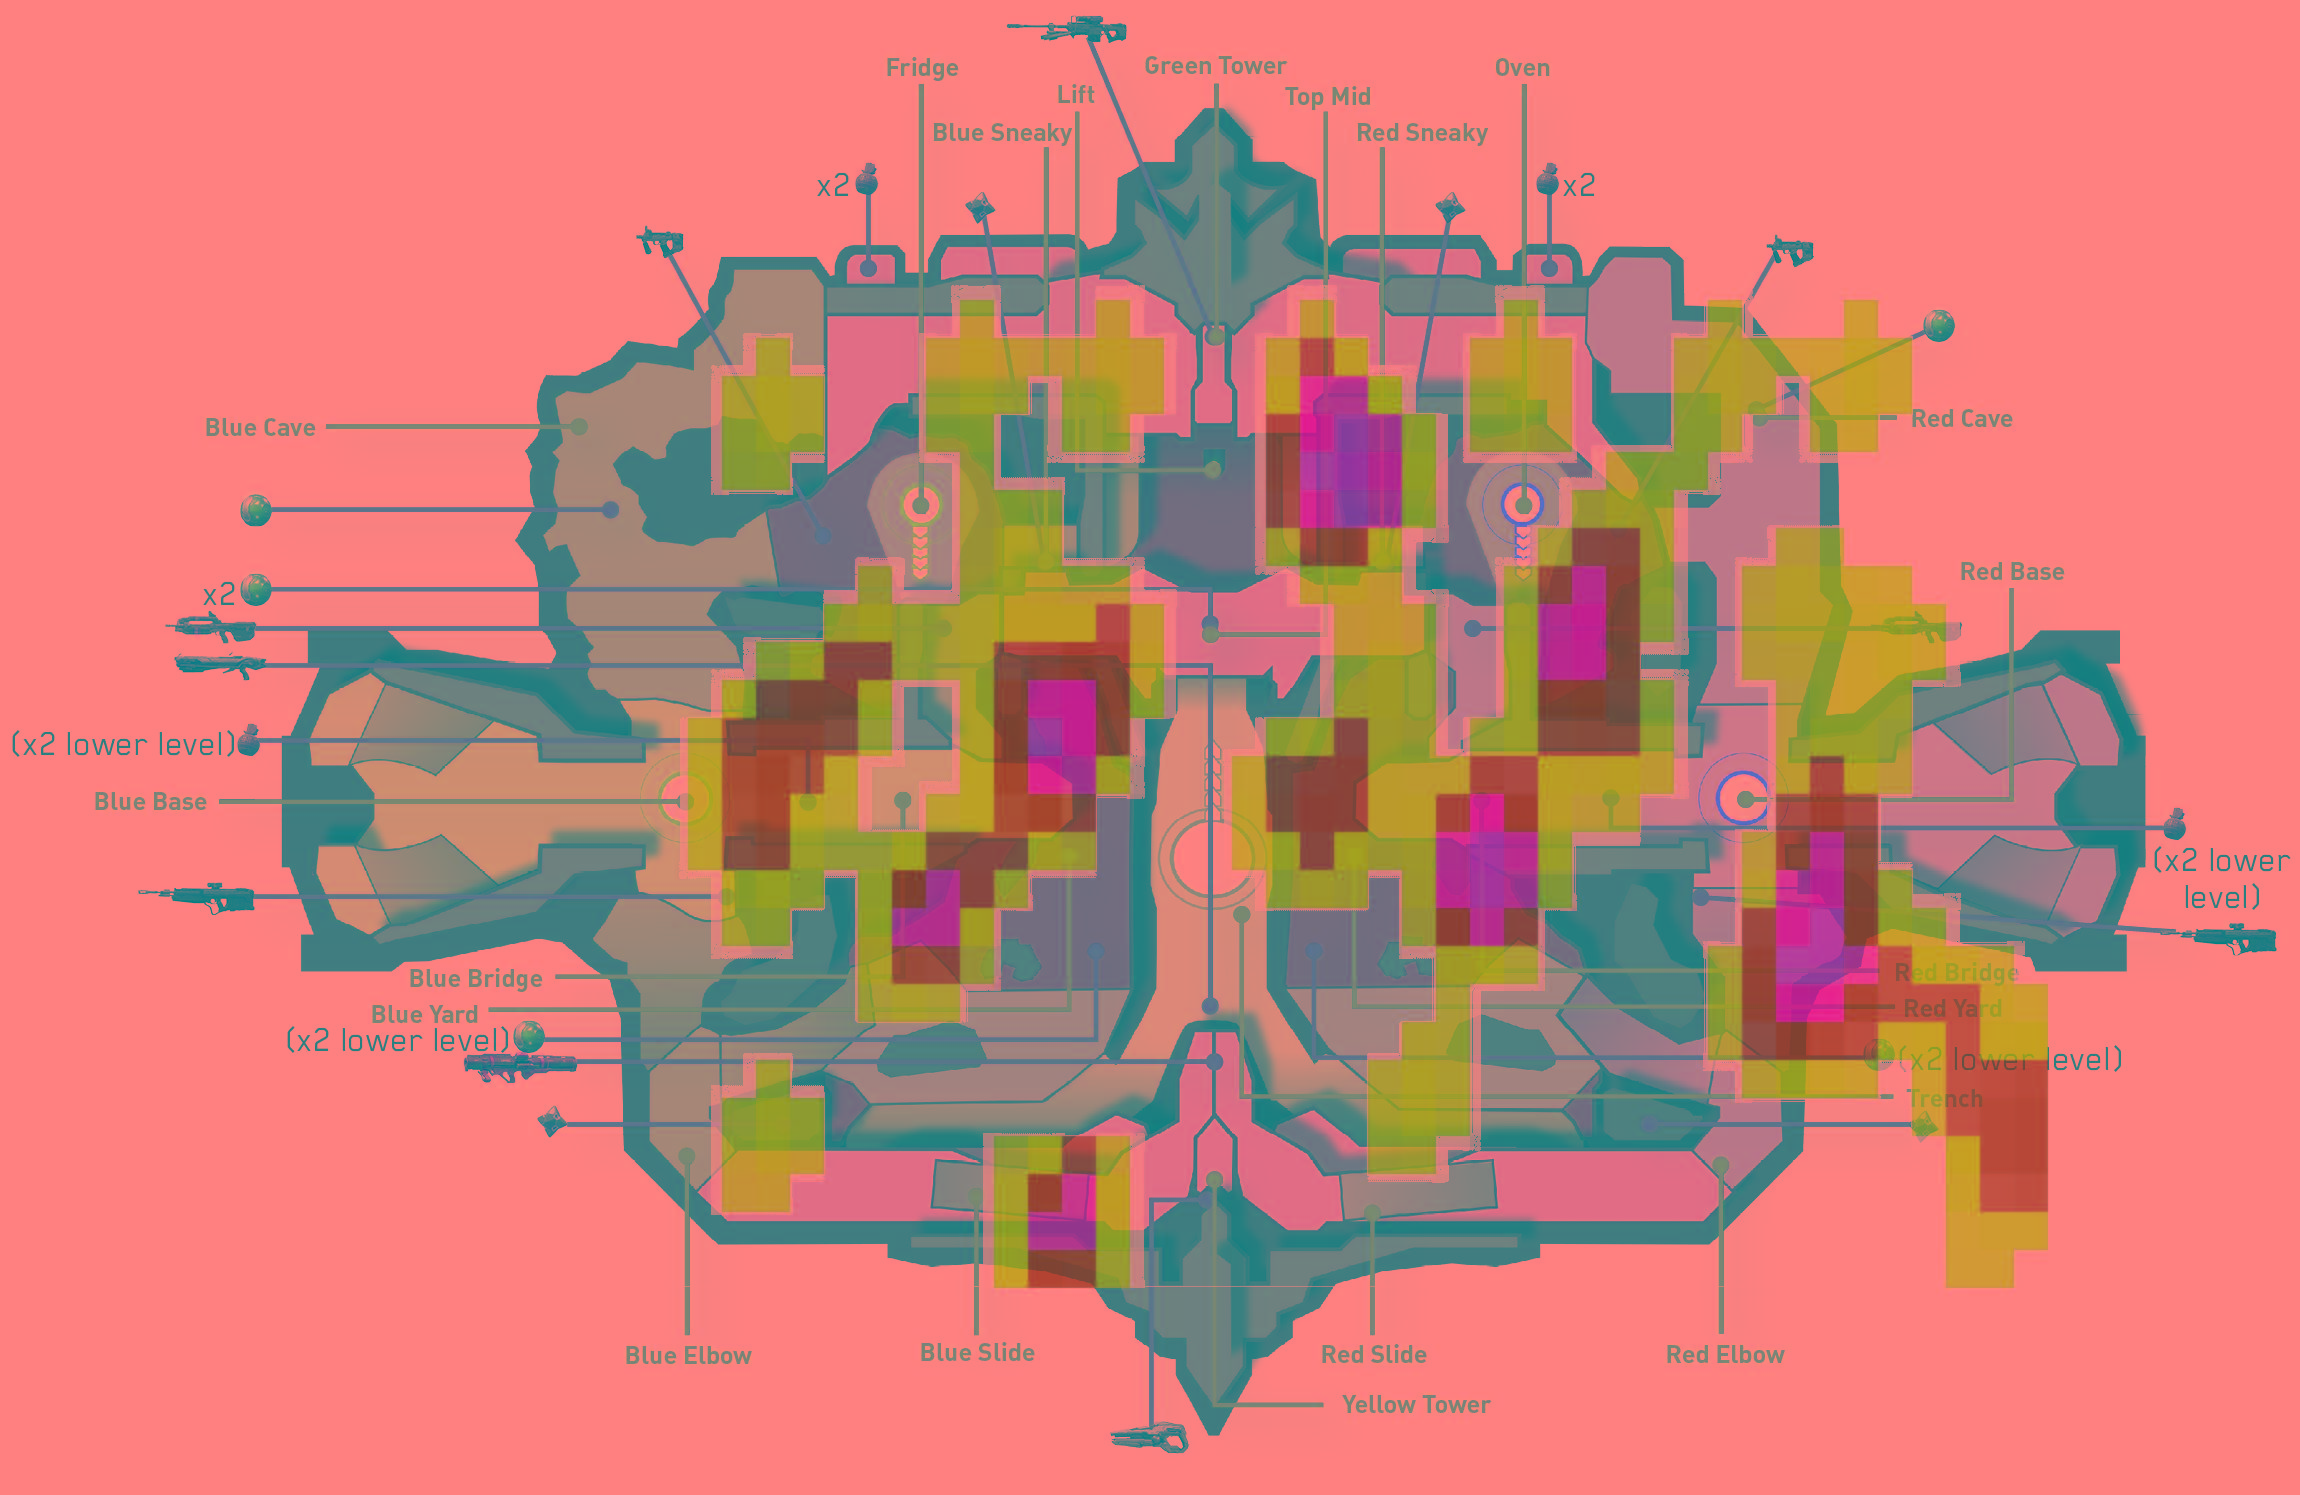 Fridge
Green Tower
Oven
Lift
Top Mid
Blue Sneaky
Red Sneaky
x2
x2
Blue Cave
Red Cave
Red Base
x2
(x2 lower level)
Blue Base
(x2 lower
level)
Blue Bridge
Red Bridge
Blue Yard
Red Yard
(x2 lower level)
(x2 lower level)
Trench
Blue Elbow
Blue Slide
Red Slide
Red Elbow
Yellow Tower